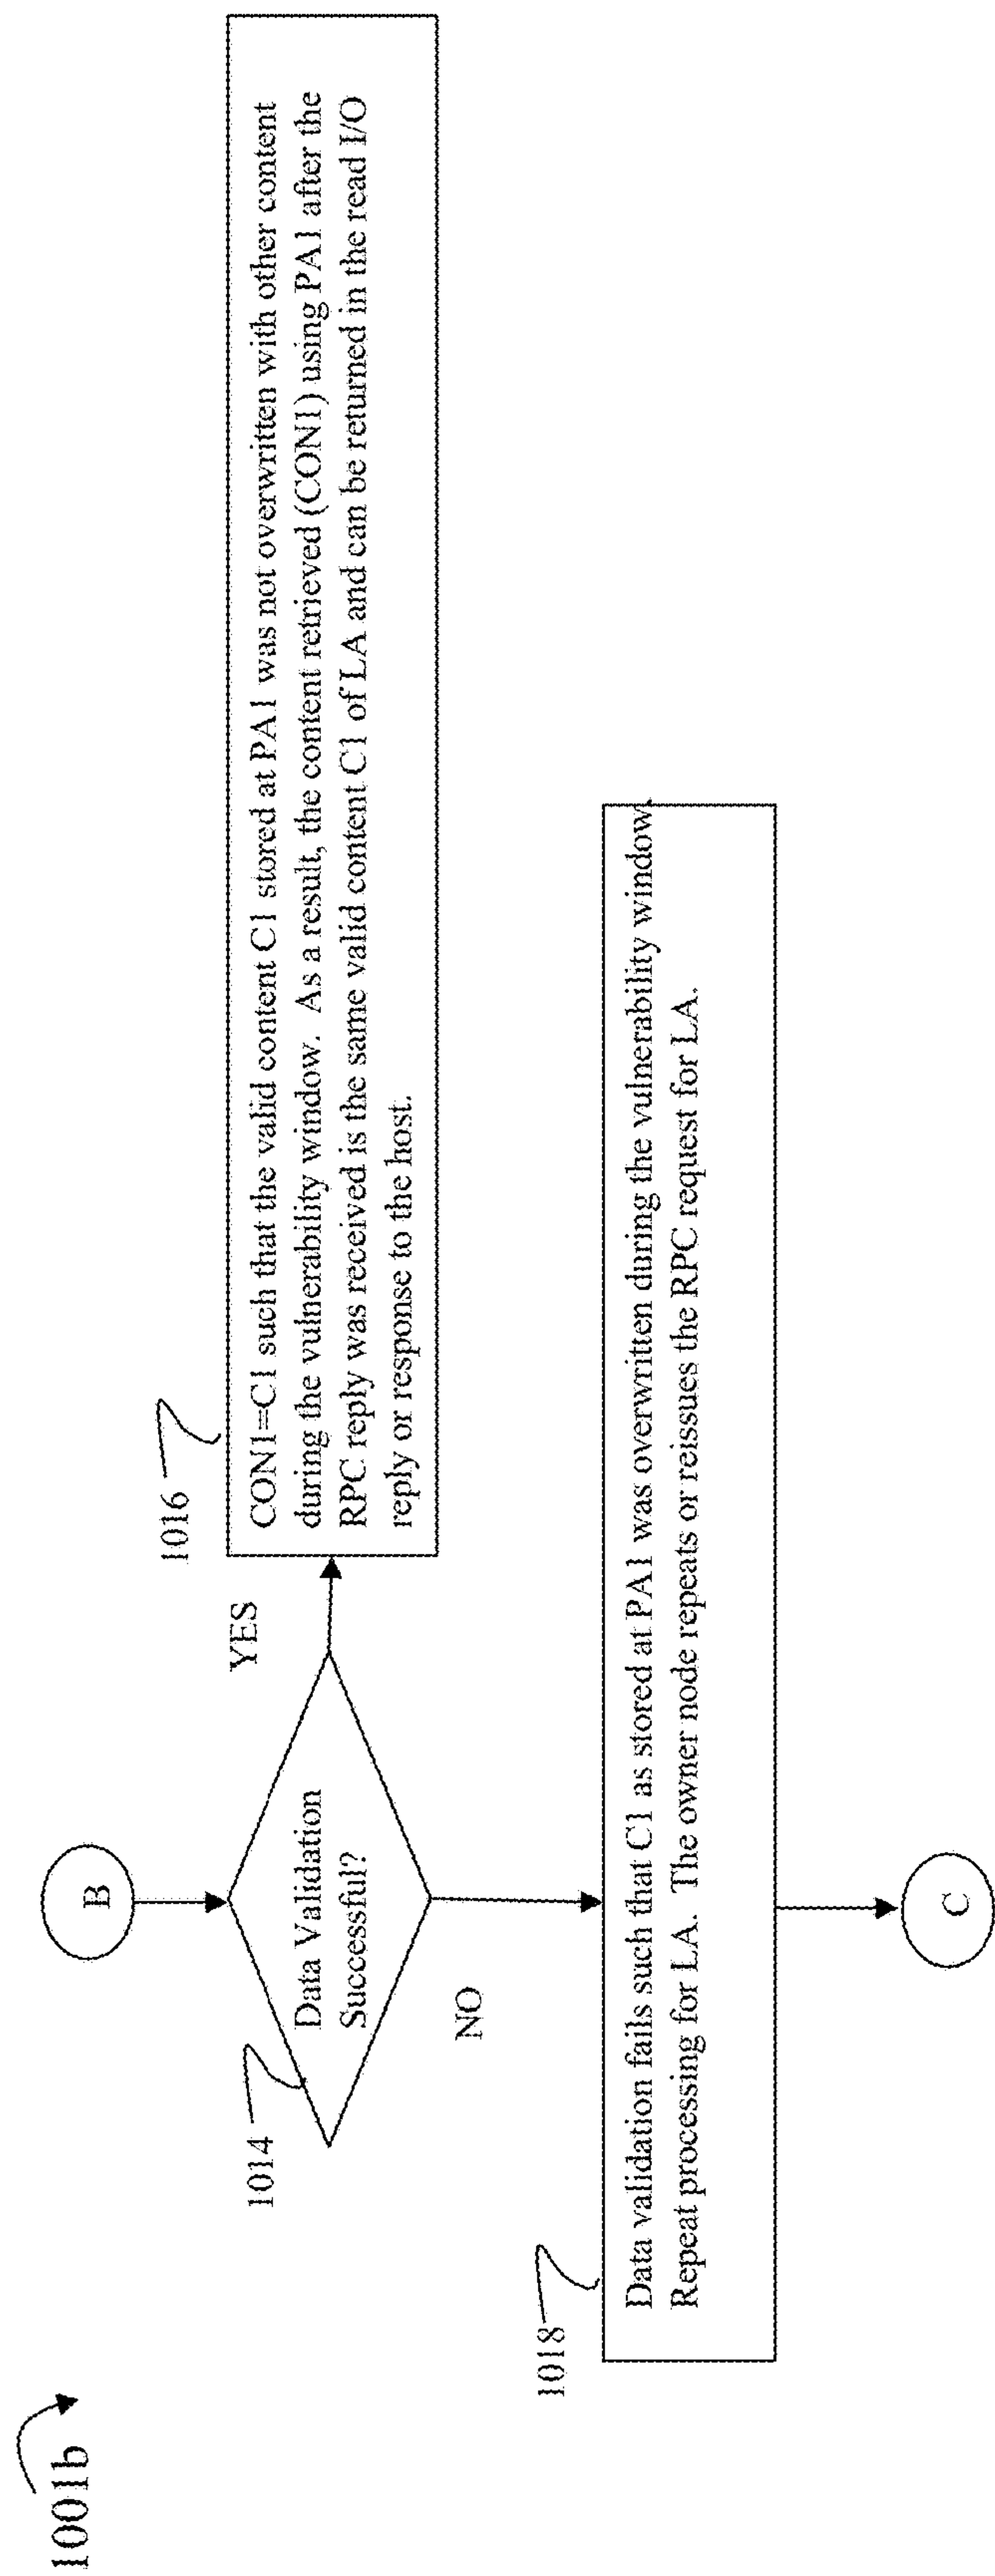 1001b
B
1014
Data Validation
Successful?
YES
NO
1016
CON1=C1 such that the valid content C1 stored at PA1 was not overwritten with other content
during the vulnerability window.  As a result, the content retrieved (CON1) using PA1 after the
RPC reply was received is the same valid content C1 of LA and can be returned in the read I/O
reply or response to the host.
1018
Data validation fails such that C1 as stored at PA1 was overwritten during the vulnerability window.
Repeat processing for LA.  The owner node repeats or reissues the RPC request for LA.
C